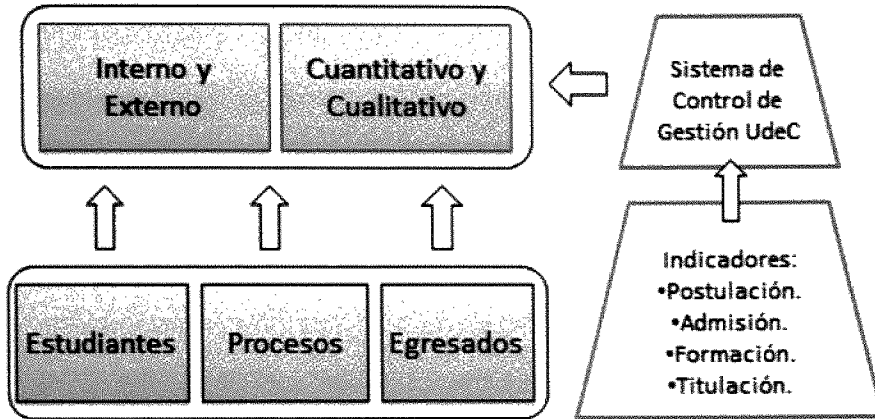 Interno y
Externo
Cuantitativo y
Cualitativo
Sistema de
Control de
Gestión UdeC
Estudiantes
Procesos
Egresados
Indicadores:
•Postulación.
•Admisión.
•Formación.
•Titulación.